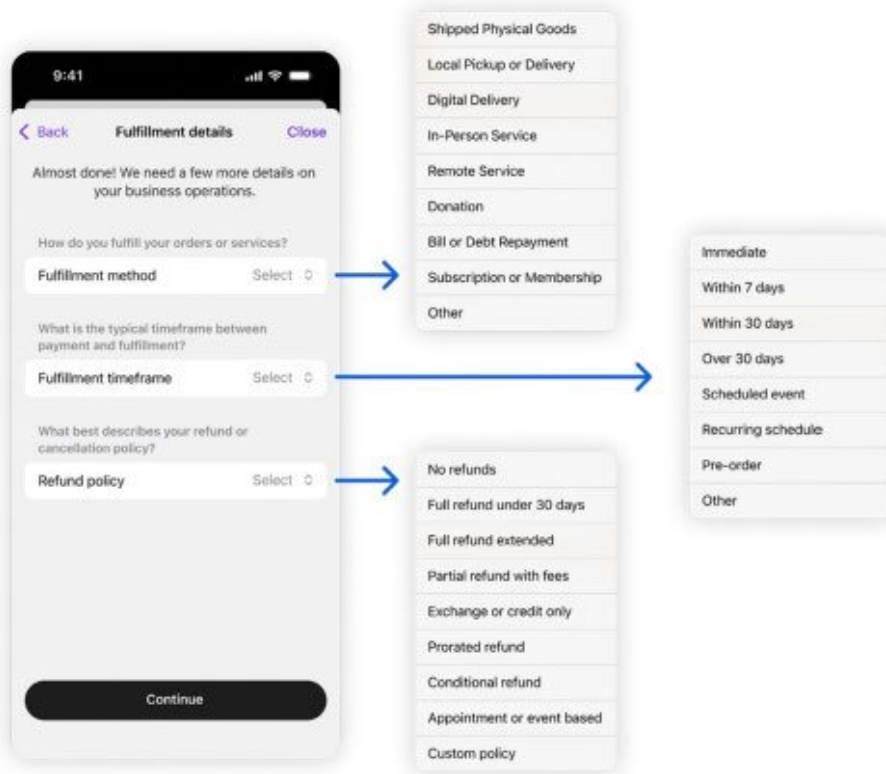 9:41
Back
Fulfillment details
Close
Almost done! We need a few more details on
your business operations.
How do you fulfill your orders or services?
Fulfillment method
Select
What is the typical timeframe between
payment and fulfillment?
Fulfillment timeframe
Select
What best describes your refund or
cancellation policy?
Refund policy
Select
Continue
Shipped Physical Goods
Local Pickup or Delivery
Digital Delivery
In-Person Service
Remote Service
Donation
Bill or Debt Repayment
Subscription or Membership
Other
Immediate
Within 7 days
Within 30 days
Over 30 days
Scheduled event
Recurring schedule
Pre-order
Other
No refunds
Full refund under 30 days
Full refund extended
Partial refund with fees
Exchange or credit only
Prorated refund
Conditional refund
Appointment or event based
Custom policy